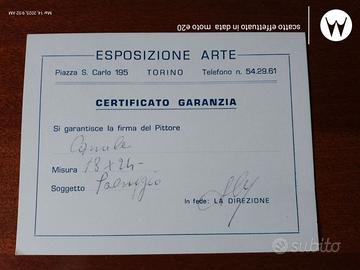 ESPOSIZIONE ARTE
Piazza S. Carlo 195 TORINO Telefono n. 54.29.61
CERTIFICATO GARANZIA
Si garantisce la firma del Pittore
Misura 18 x 24-
Soggetto
In fede: LA DIREZIONE
subito
scatto effettuato in data moto e20
Mar 14, 2025, 9:52 AM